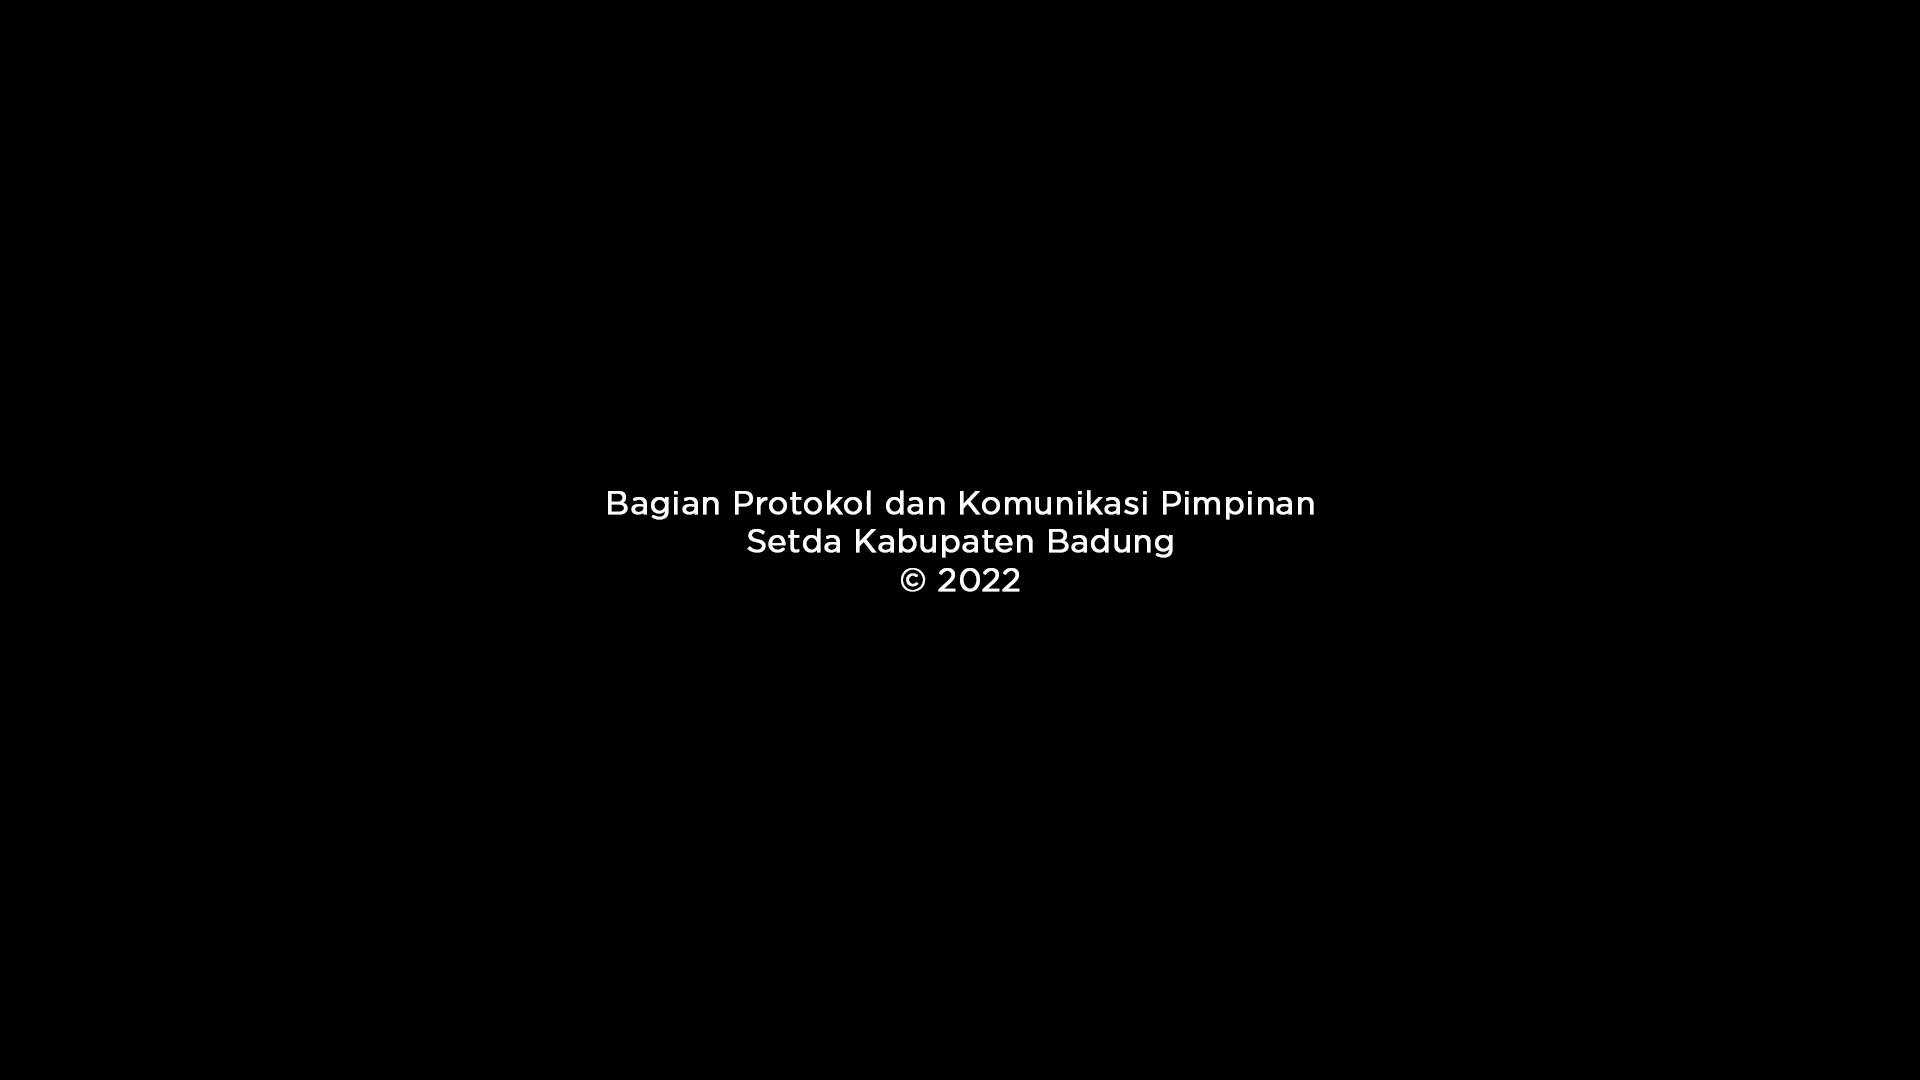 Bagian Protokol dan Komunikasi Pimpinan
Setda Kabupaten Badung
© 2022